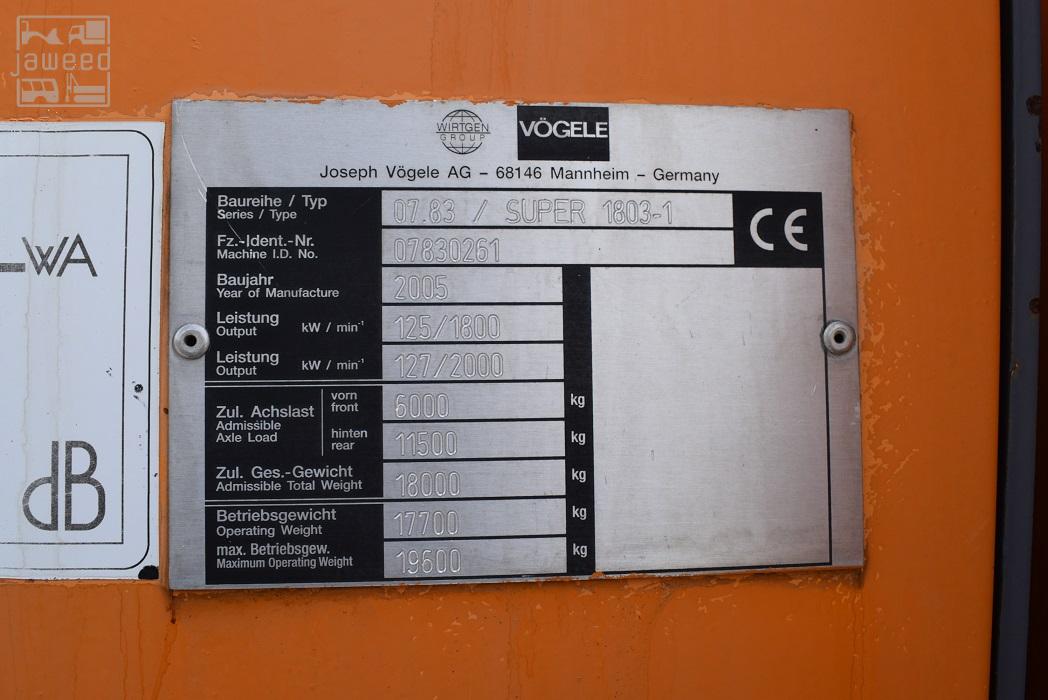 jaweed
LWA
dB
WIRTGEN
GROUP
VÖGELE
Joseph Vögele AG - 68146 Mannheim - Germany
Baureihe / Typ
Series / Type
07.83 / SUPER 1803-1
CE
Fz.-Ident.-Nr.
Machine I.D. No.
07830261
Baujahr
Year of Manufacture
2005
Leistung
Output
kW / min⁻¹
125/1800
Leistung
Output
kW / min⁻¹
127/2000
Zul. Achslast
Admissible
Axle Load
vorn
front
6000 kg
hinten
rear
11500 kg
Zul. Ges.-Gewicht
Admissible Total Weight
18000 kg
Betriebsgewicht
Operating Weight
17700 kg
max. Betriebsgew.
Maximum Operating Weight
19600 kg